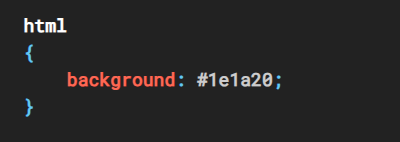 html
{
    background: #1e1a20;
}